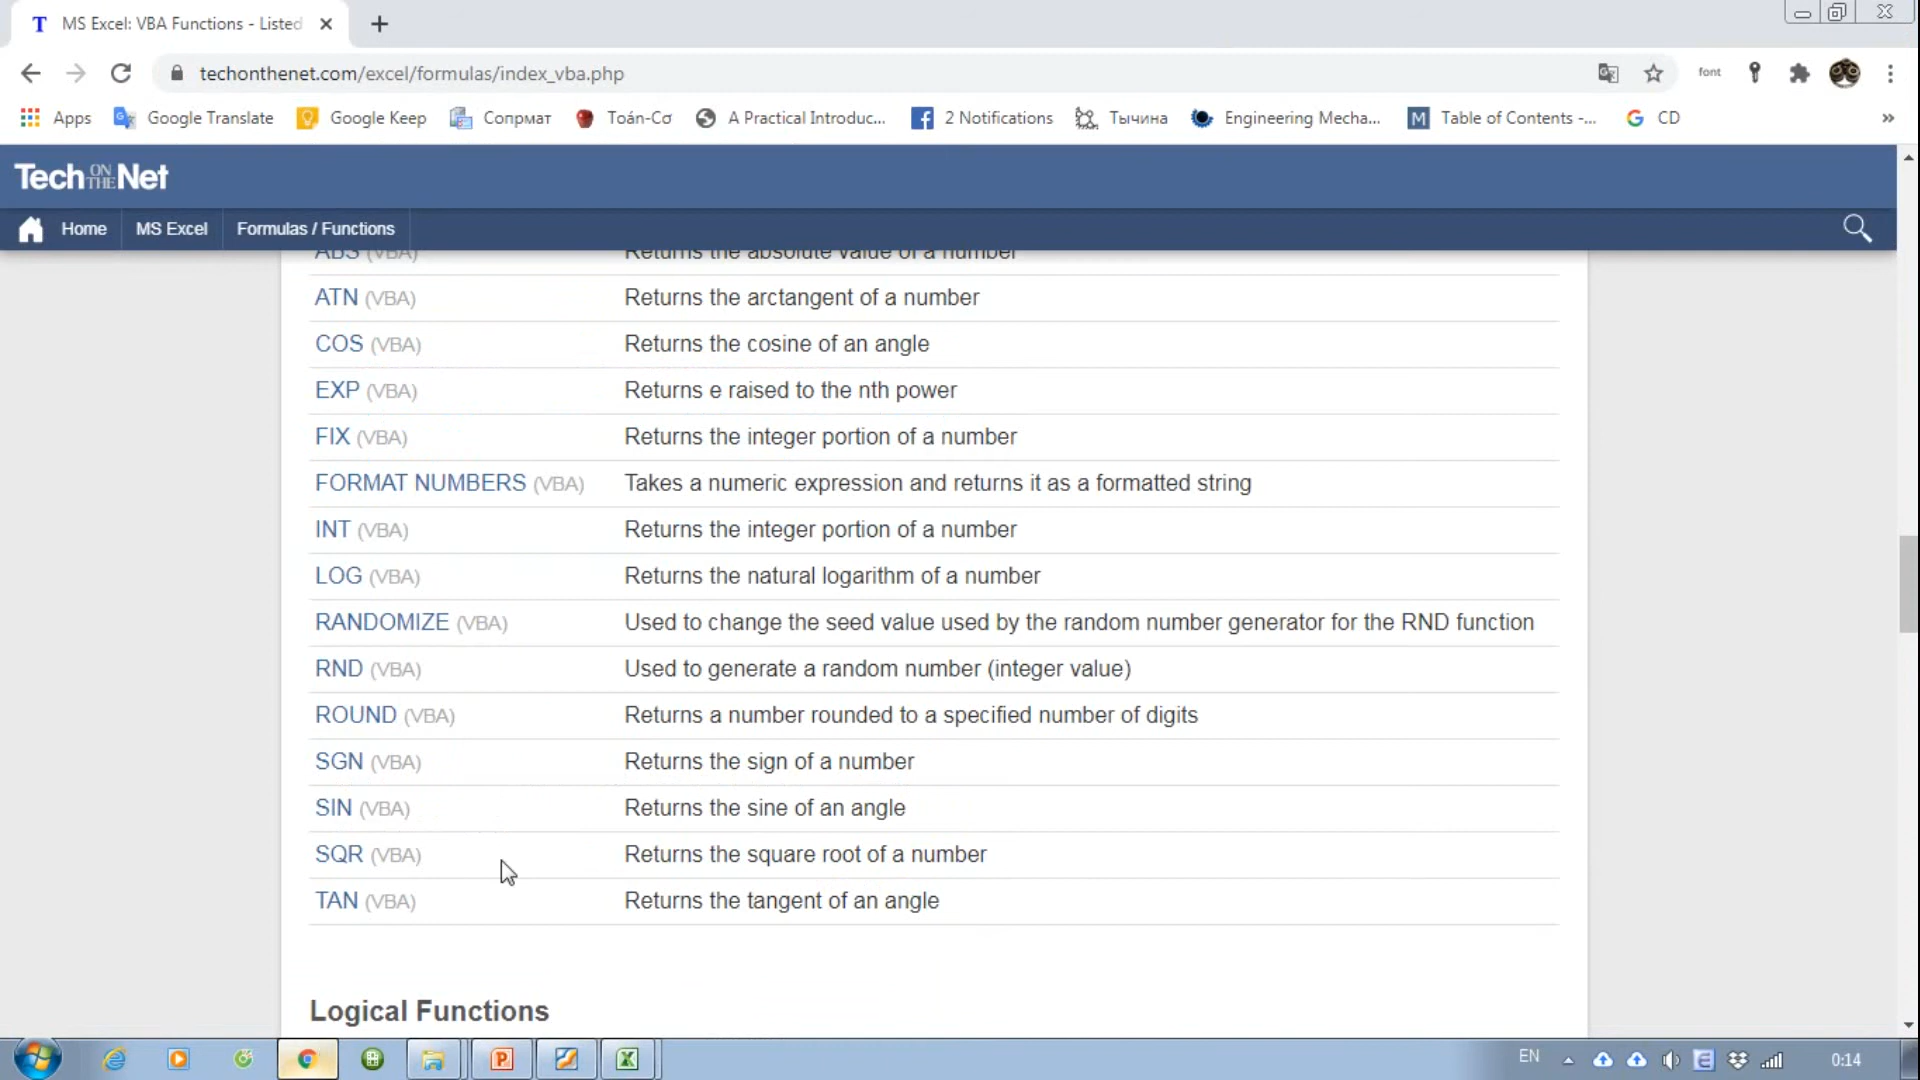 T MS Excel: VBA Functions - Listed
techonthenet.com/excel/formulas/index_vba.php
font
Apps Google Translate Google Keep Сопрмат Toán-Cơ A Practical Introduc... 2 Notifications Тычина Engineering Mecha... M Table of Contents -... G CD »
Tech ON THE Net
Home MS Excel Formulas / Functions
ABS (VBA) Returns the absolute value of a number
ATN (VBA) Returns the arctangent of a number
COS (VBA) Returns the cosine of an angle
EXP (VBA) Returns e raised to the nth power
FIX (VBA) Returns the integer portion of a number
FORMAT NUMBERS (VBA) Takes a numeric expression and returns it as a formatted string
INT (VBA) Returns the integer portion of a number
LOG (VBA) Returns the natural logarithm of a number
RANDOMIZE (VBA) Used to change the seed value used by the random number generator for the RND function
RND (VBA) Used to generate a random number (integer value)
ROUND (VBA) Returns a number rounded to a specified number of digits
SGN (VBA) Returns the sign of a number
SIN (VBA) Returns the sine of an angle
SQR (VBA) Returns the square root of a number
TAN (VBA) Returns the tangent of an angle
Logical Functions
EN 0:14